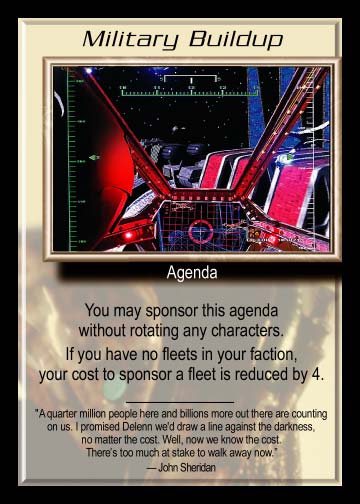 Military Buildup
Agenda
You may sponsor this agenda
without rotating any characters.
If you have no fleets in your faction,
your cost to sponsor a fleet is reduced by 4.
"A quarter million people here and billions more out there are counting
on us. I promised Delenn we'd draw a line against the darkness,
no matter the cost. Well, now we know the cost.
There's too much at stake to walk away now."
— John Sheridan